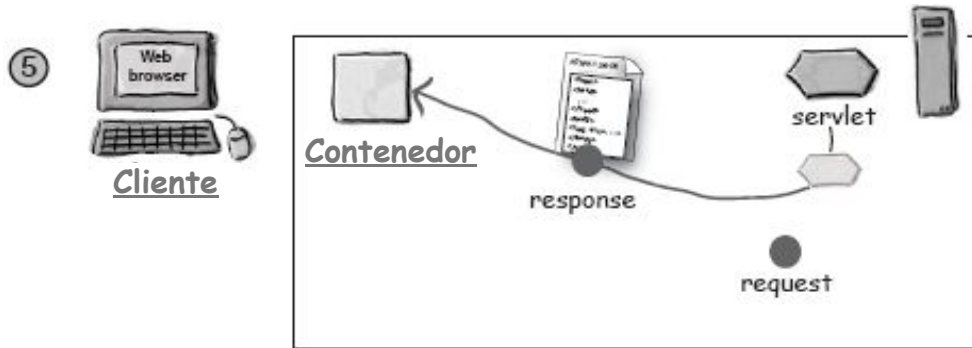 5
Web
browser
Cliente
Contenedor
response
servlet
request